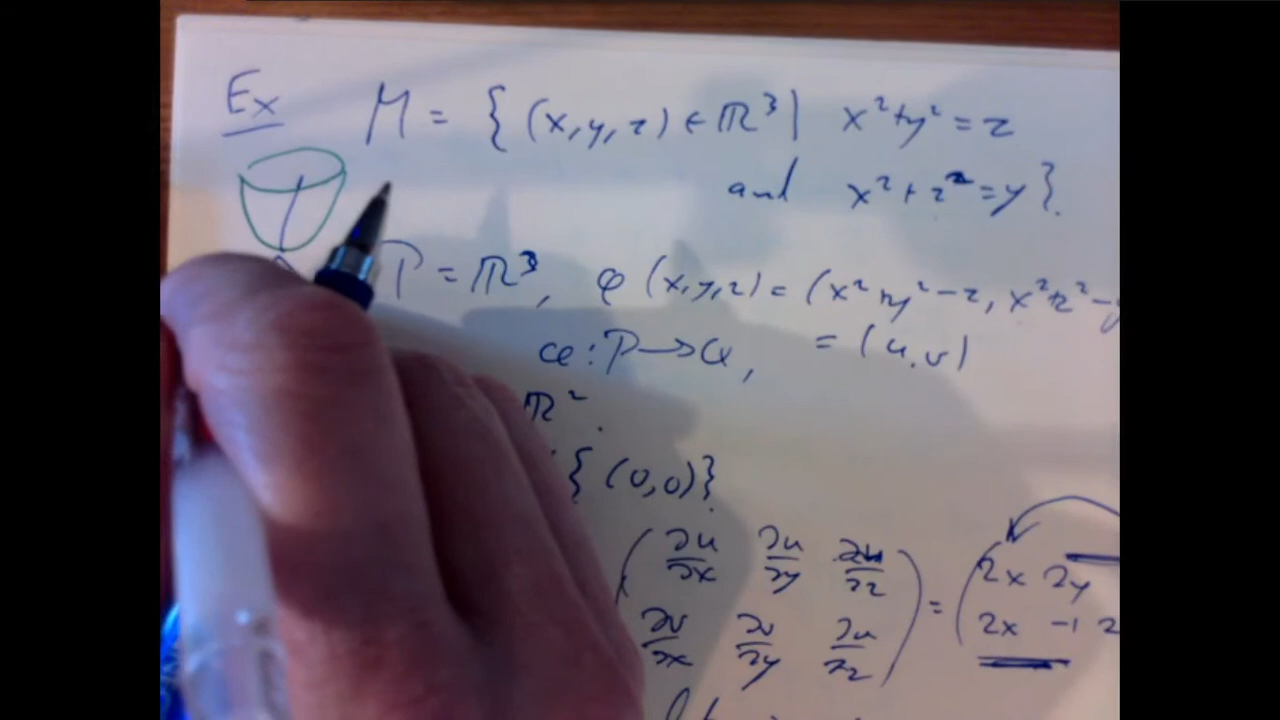 Ex M = { (x, y, z) ∈ ℝ³ | x² + y² = z
and x² + z² = y }.
P = ℝ³, φ (x, y, z) = (x² + y² - z, x² + z² - y
φ : P → Q, = (u, v)
ℝ².
{ (0, 0) }
( ∂u/∂x ∂u/∂y ∂u/∂z ) = ( 2x 2y
∂v/∂x ∂v/∂y ∂u/∂z 2x -1 2